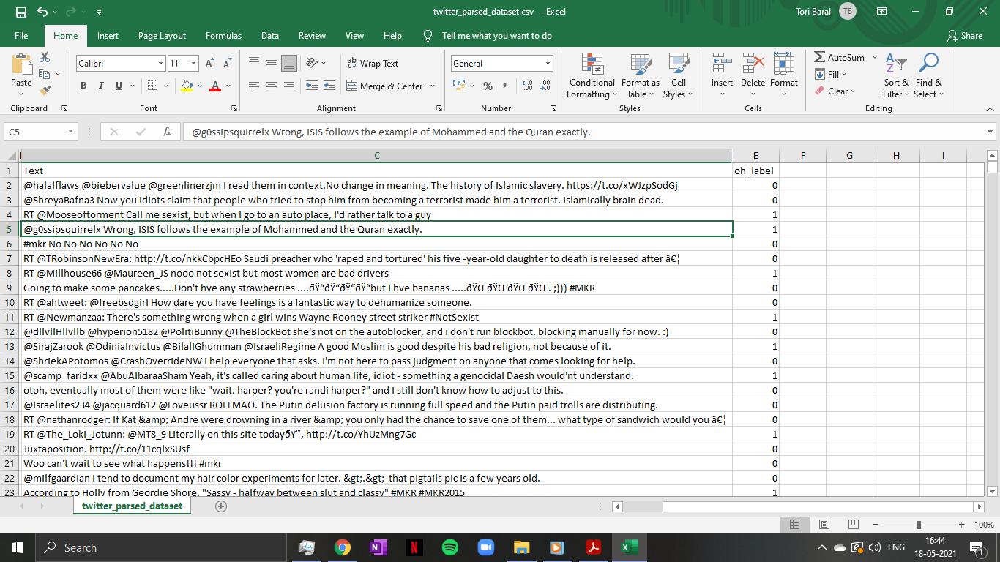 twitter_parsed_dataset.csv - Excel
Tori Baral TB
File Home Insert Page Layout Formulas Data Review View Help Tell me what you want to do Share
Calibri 11 General
Paste Wrap Text Merge & Center Conditional Formatting Format as Table Cell Styles Insert Delete Format AutoSum Fill Clear Sort & Filter Find & Select
Clipboard Font Alignment Number Styles Cells Editing
C5 fx @g0ssipsquirrelx Wrong, ISIS follows the example of Mohammed and the Quran exactly.
C E F G H I
1 Text oh_label
2 @halalflaws @biebervalue @greenlinerzjm I read them in context.No change in meaning. The history of Islamic slavery. https://t.co/xWJzpSodGj 0
3 @ShreyaBafna3 Now you idiots claim that people who tried to stop him from becoming a terrorist made him a terrorist. Islamically brain dead. 0
4 RT @Mooseoftorment Call me sexist, but when I go to an auto place, I'd rather talk to a guy 1
5 @g0ssipsquirrelx Wrong, ISIS follows the example of Mohammed and the Quran exactly. 1
6 #mkr No No No No No No 0
7 RT @TRobinsonNewEra: http://t.co/nkkCbpcHEo Saudi preacher who 'raped and tortured' his five -year-old daughter to death is released after â€¦ 0
8 RT @Millhouse66 @Maureen_JS nooo not sexist but most women are bad drivers 1
9 Going to make some pancakes.....Don't hve any strawberries ....ðŸ“ðŸ“ðŸ“ðŸ“but I hve bananas .....ðŸŒðŸŒðŸŒðŸŒðŸŒ. ;))) #MKR 0
10 RT @ahtweet: @freebsdgirl How dare you have feelings is a fantastic way to dehumanize someone. 0
11 RT @Newmanzaa: There's something wrong when a girl wins Wayne Rooney street striker #NotSexist 1
12 @dllvllHllvllb @hyperion5182 @PolitiBunny @TheBlockBot she's not on the autoblocker, and i don't run blockbot. blocking manually for now. :) 0
13 @SirajZarook @OdiniaInvictus @BilalIGhumman @IsraeliRegime A good Muslim is good despite his bad religion, not because of it. 1
14 @ShriekAPotomos @CrashOverrideNW I help everyone that asks. I'm not here to pass judgment on anyone that comes looking for help. 0
15 @scamp_faridxx @AbuAlbaraaSham Yeah, it's called caring about human life, idiot - something a genocidal Daesh would'nt understand. 1
16 otoh, eventually most of them were like "wait. harper? you're randi harper?" and I still don't know how to adjust to this. 0
17 @Israelites234 @jacquard612 @Loveussr ROFLMAO. The Putin delusion factory is running full speed and the Putin paid trolls are distributing. 0
18 RT @nathanrodger: If Kat &amp; Andre were drowning in a river &amp; you only had the chance to save one of them... what type of sandwich would you â€¦ 0
19 RT @The_Loki_Jotunn: @MT8_9 Literally on this site todayðŸ˜‚ http://t.co/YhUzMng7Gc 1
20 Juxtaposition. http://t.co/11cqlxSUsf 0
21 Woo can't wait to see what happens!!! #mkr 0
22 @milfgaardian i tend to document my hair color experiments for later. &gt;.&gt; that pigtails pic is a few years old. 0
23 According to Holly from Geordie Shore, "Sassy - halfway between slut and classy" #MKR #MKR2015 1
twitter_parsed_dataset
100%
Search ENG 16:44
18-05-2021